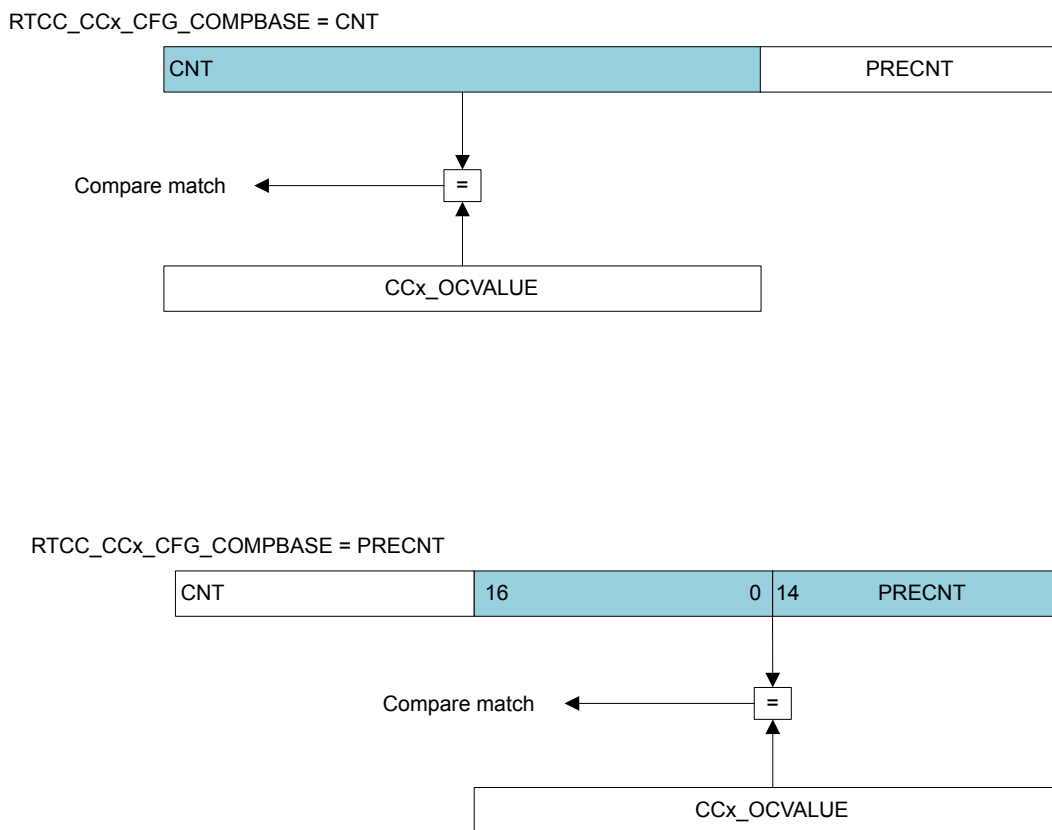 RTCC_CCx_CFG_COMPBASE = CNT
CNT PRECNT
Compare match =
CCx_OCVALUE
RTCC_CCx_CFG_COMPBASE = PRECNT
CNT 16 0 14 PRECNT
Compare match =
CCx_OCVALUE